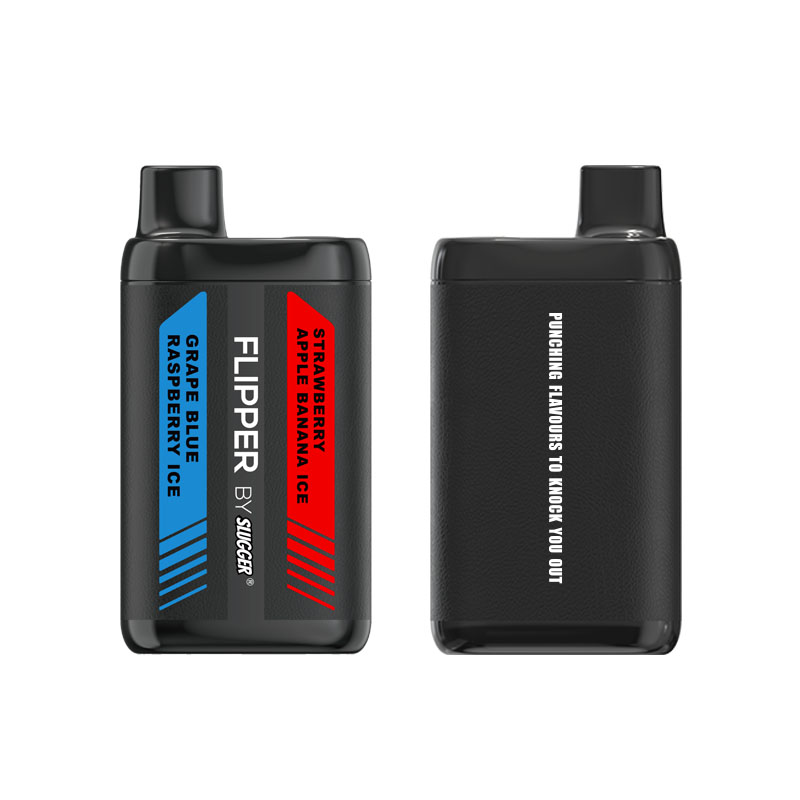 GRAPE BLUE
RASPBERRY ICE
FLIPPER BY SLUGGER®
STRAWBERRY
APPLE BANANA ICE
PUNCHING FLAVOURS TO KNOCK YOU OUT